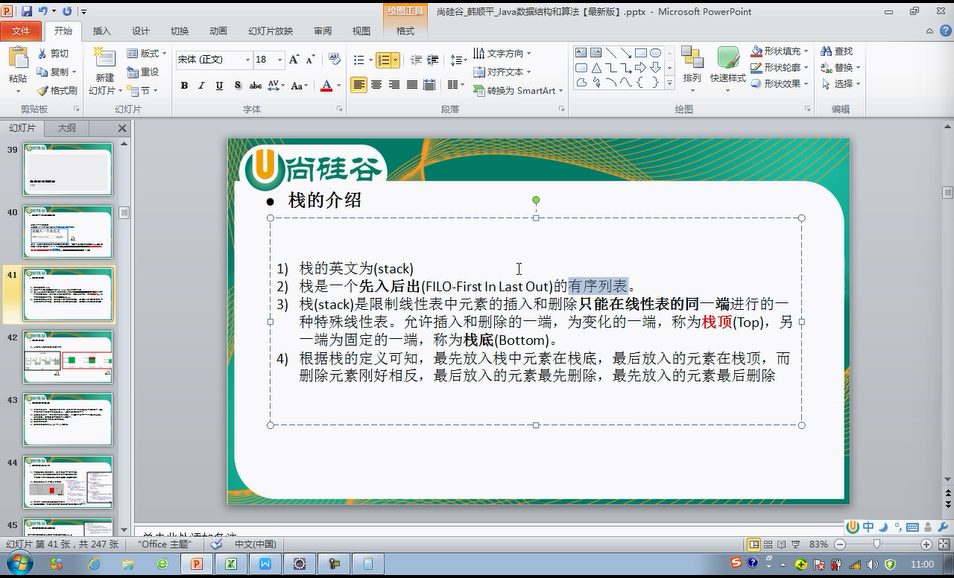 尚硅谷_韩顺平_Java数据结构和算法【最新版】.pptx - Microsoft PowerPoint
绘图工具
文件 开始 插入 设计 切换 动画 幻灯片放映 审阅 视图 格式
粘贴
剪切
复制
格式刷
剪贴板
新建
幻灯片
版式
重设
节
幻灯片
宋体 (正文) 18
B I U S abc AV Aa A
字体
文字方向
对齐文本
转换为 SmartArt
段落
排列 快速样式
形状填充
形状轮廓
形状效果
绘图
查找
替换
选择
编辑
幻灯片 大纲
39
40
41
42
43
44
45
尚硅谷
● 栈的介绍
1) 栈的英文为(stack)
2) 栈是一个先入后出(FILO-First In Last Out)的有序列表。
3) 栈(stack)是限制线性表中元素的插入和删除只能在线性表的同一端进行的一
种特殊线性表。允许插入和删除的一端，为变化的一端，称为栈顶(Top)，另
一端为固定的一端，称为栈底(Bottom)。
4) 根据栈的定义可知，最先放入栈中元素在栈底，最后放入的元素在栈顶，而
删除元素刚好相反，最后放入的元素最先删除，最先放入的元素最后删除
单击此处添加备注
中
幻灯片 第 41 张，共 247 张 "Office 主题" 中文(中国) 83%
11:00